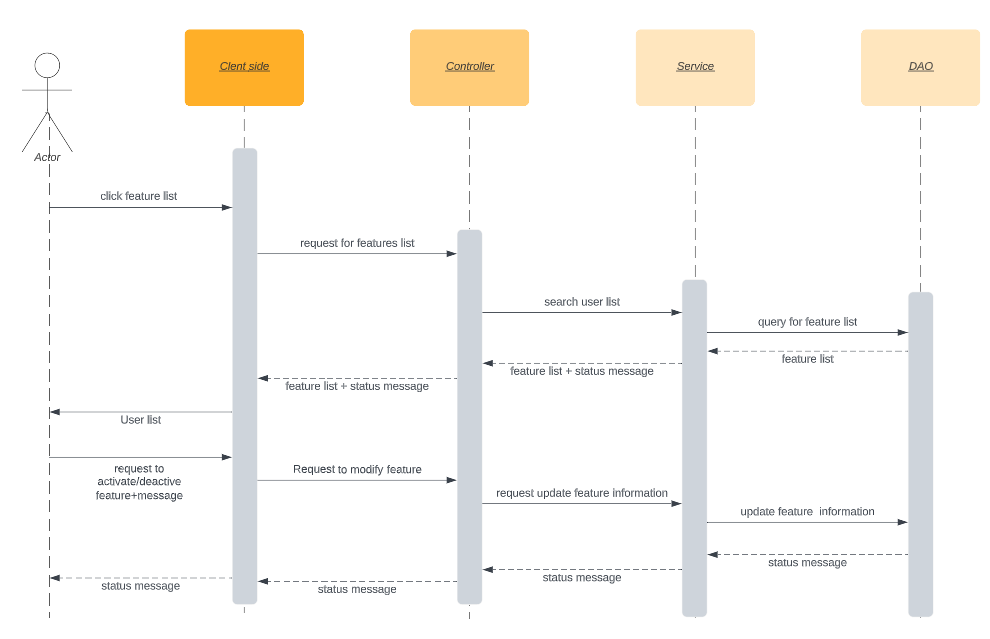 Clent side
Controller
Service
DAO
Actor
click feature list
request for features list
search user list
query for feature list
feature list
feature list + status message
feature list + status message
User list
request to
activate/deactive
feature+message
Request to modify feature
request update feature information
update feature information
status message
status message
status message
status message